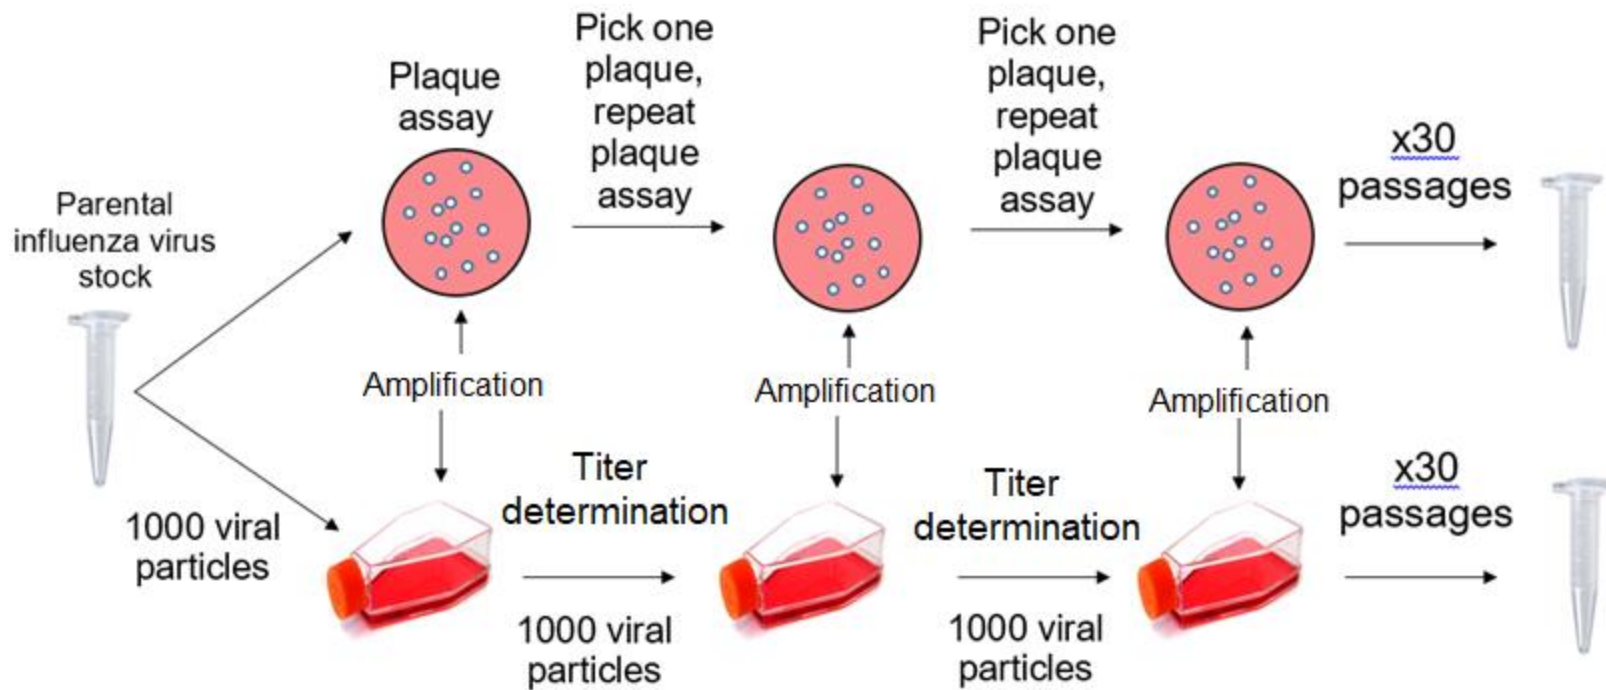 Parental
influenza virus
stock
Plaque
assay
Pick one
plaque,
repeat
plaque
assay
Pick one
plaque,
repeat
plaque
assay
x30
passages
Amplification
Amplification
Amplification
1000 viral
particles
Titer
determination
1000 viral
particles
Titer
determination
1000 viral
particles
x30
passages